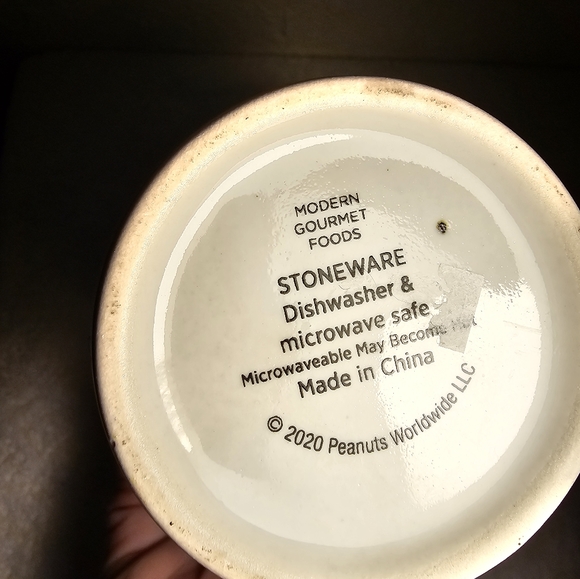 MODERN
GOURMET
FOODS
STONEWARE
Dishwasher &
microwave safe
Microwaveable May Become
Made in China
© 2020 Peanuts Worldwide LLC